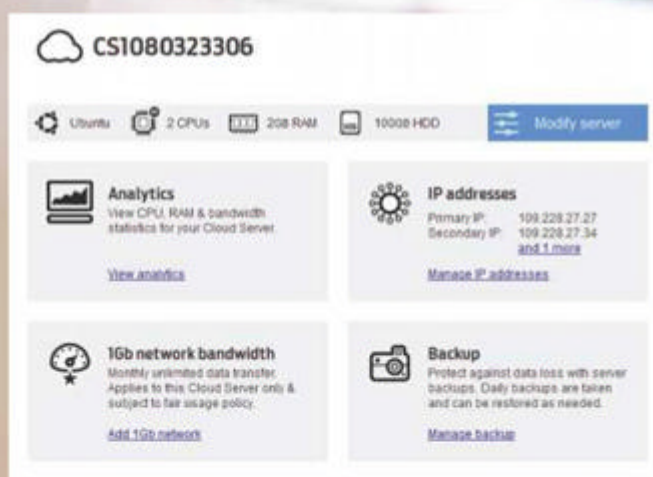 CS1080323306
Ubuntu 2 CPUs 2GB RAM 100GB HDD Modify server
Analytics
View CPU, RAM & bandwidth
statistics for your Cloud Server.
View analytics
IP addresses
Primary IP: 109.228.27.27
Secondary IP: 109.228.27.34
and 1 more
Manage IP addresses
1Gb network bandwidth
Monthly unlimited data transfer.
Applies to this Cloud Server only &
subject to fair usage policy.
Add 1Gb network
Backup
Protect against data loss with server
backups. Daily backups are taken
and can be restored as needed.
Manage backup